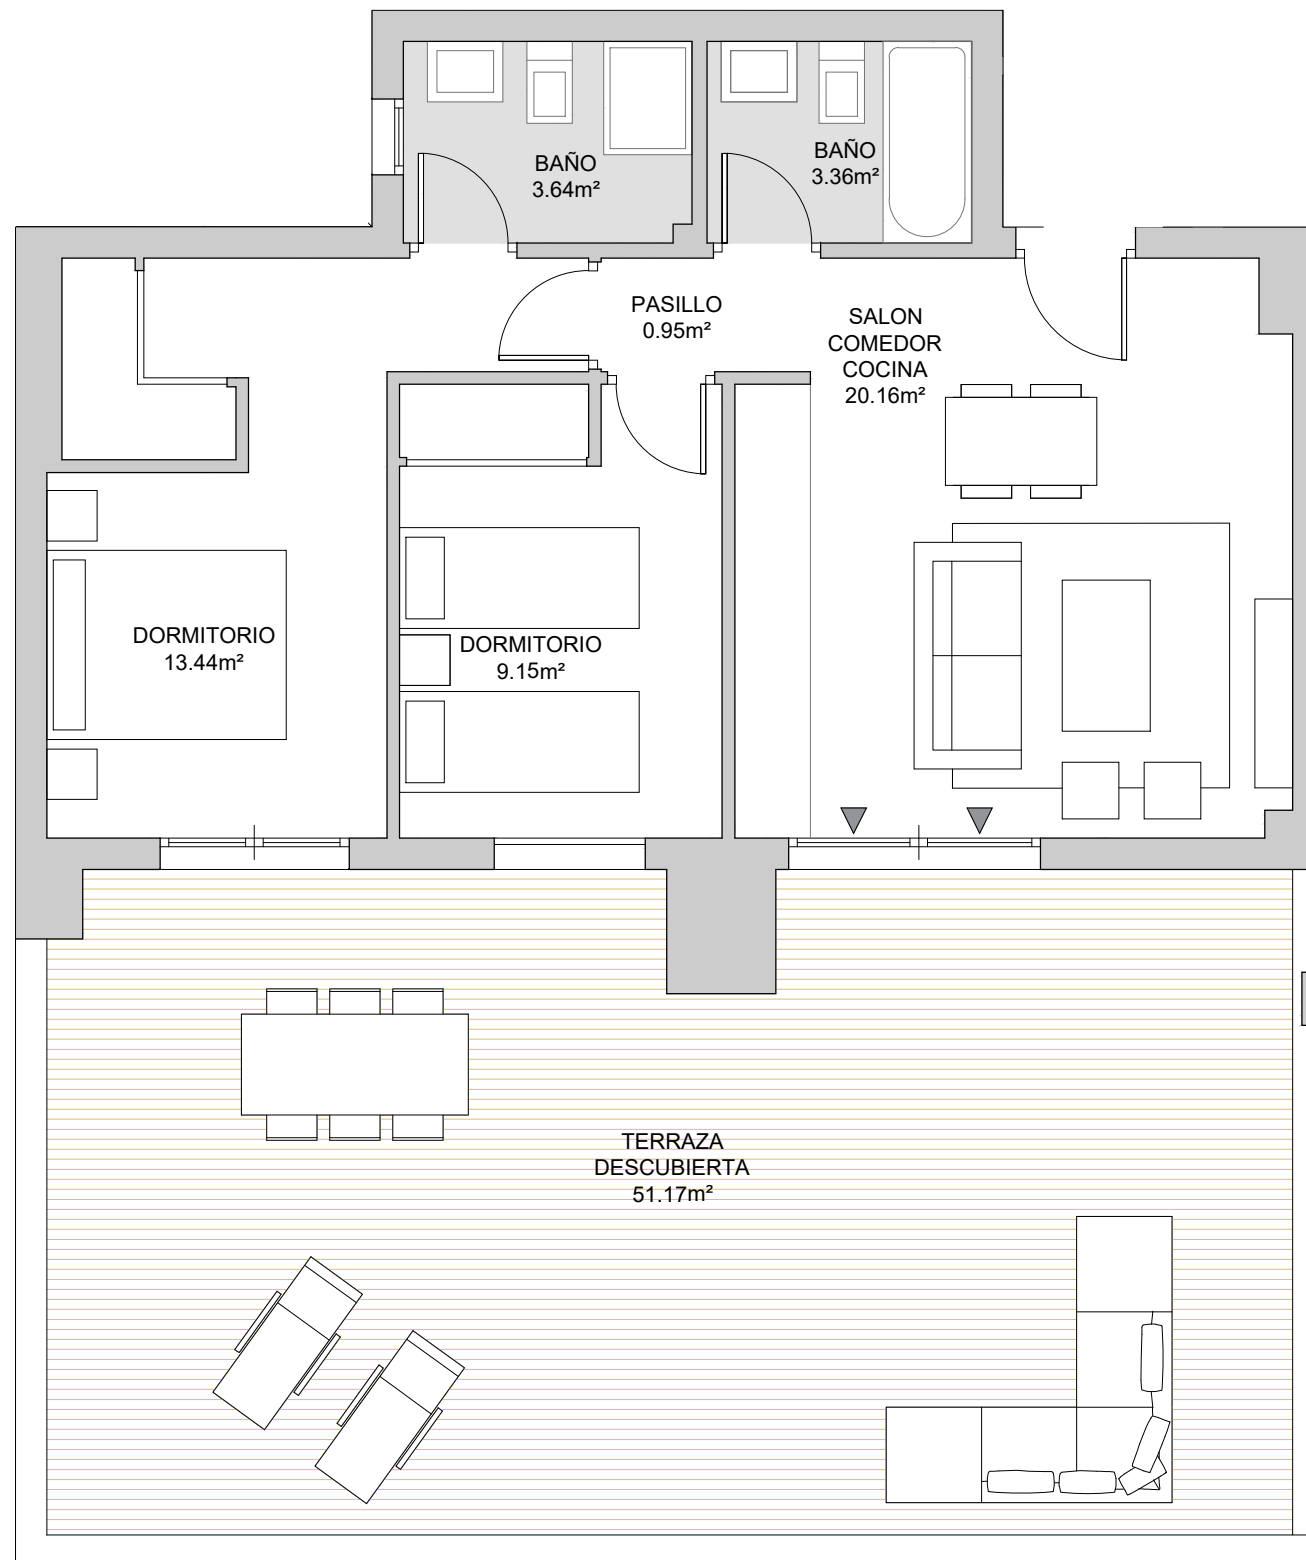 BAÑO
3.64m²
BAÑO
3.36m²
PASILLO
0.95m²
SALON
COMEDOR
COCINA
20.16m²
DORMITORIO
13.44m²
DORMITORIO
9.15m²
TERRAZA
DESCUBIERTA
51.17m²